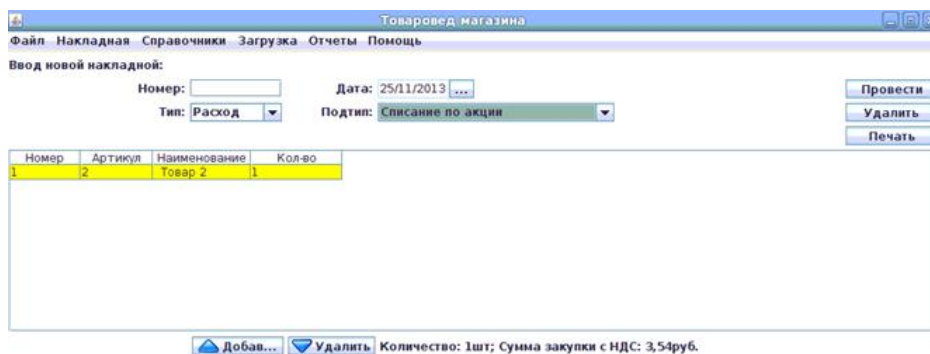 Товаровед магазина
Файл Накладная Справочники Загрузка Отчеты Помощь
Ввод новой накладной:
Номер: Дата: 25/11/2013 ... Провести
Тип: Расход Подтип: Списание по акции Удалить
Печать
Номер Артикул Наименование Кол-во
1 2 Товар 2 1
Добав... Удалить Количество: 1шт; Сумма закупки с НДС: 3,54руб.